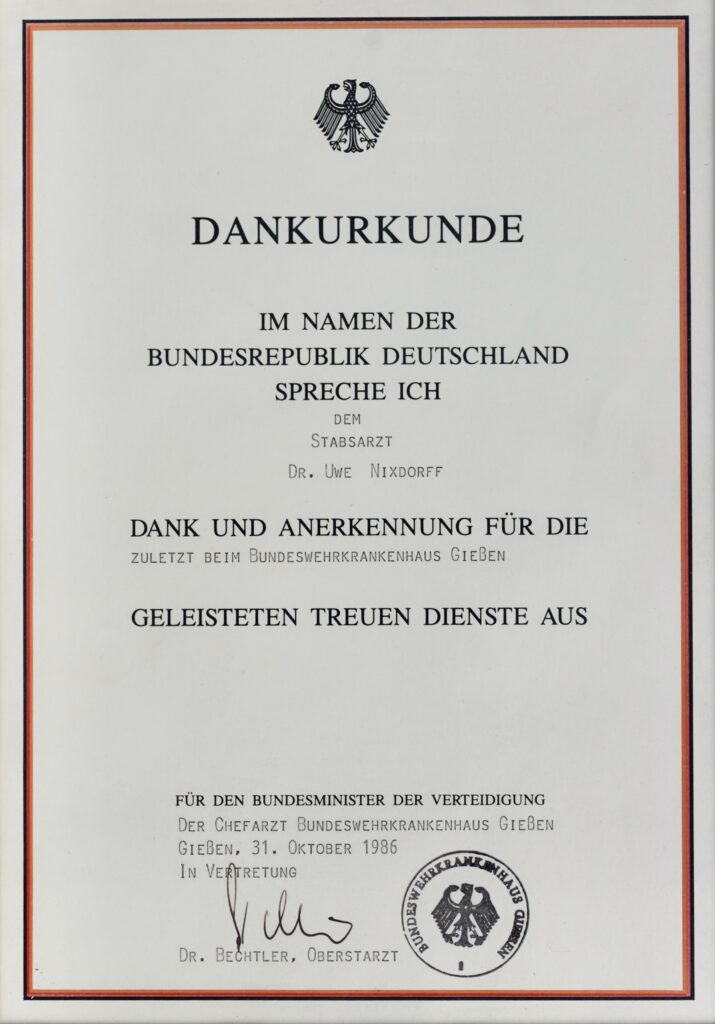 DANKURKUNDE
IM NAMEN DER
BUNDESREPUBLIK DEUTSCHLAND
SPRECHE ICH
DEM
STABSARZT
DR. UWE NIXDORFF
DANK UND ANERKENNUNG FÜR DIE
ZULETZT BEIM BUNDESWEHRKRANKENHAUS GIEßEN
GELEISTETEN TREUEN DIENSTE AUS
FÜR DEN BUNDESMINISTER DER VERTEIDIGUNG
DER CHEFARZT BUNDESWEHRKRANKENHAUS GIEßEN
GIEßEN, 31. OKTOBER 1986
IN VERTRETUNG
DR. BECHTLER, OBERSTARZT
BUNDESWEHRKRANKENHAUS GIESSEN
1